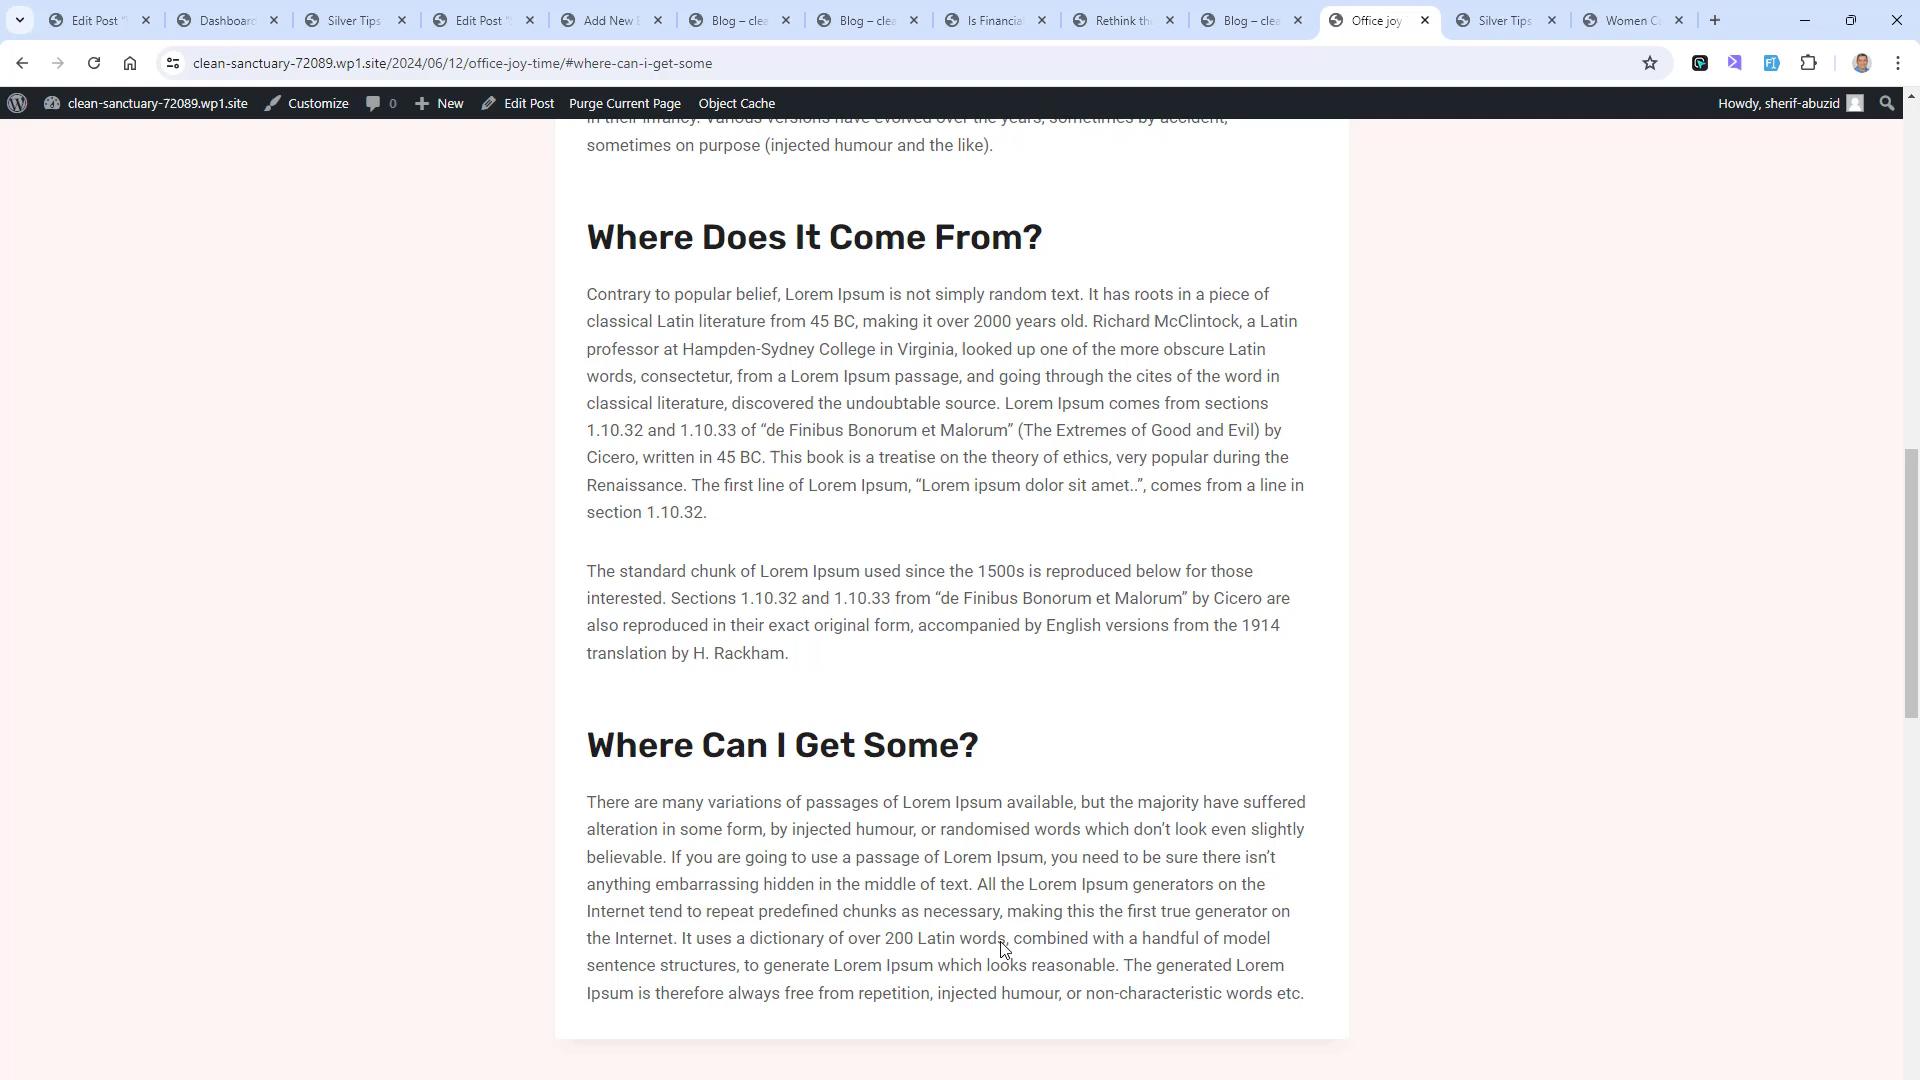 Edit Post "
Dashboard
Silver Tips
Edit Post "
Add New
Blog – clea
Blog – clea
Is Financia
Rethink th
Blog – clea
Office joy
Silver Tips
Women C
clean-sanctuary-72089.wp1.site/2024/06/12/office-joy-time/#where-can-i-get-some
clean-sanctuary-72089.wp1.site Customize 0 New Edit Post Purge Current Page Object Cache Howdy, sherif-abuzid
in their infancy. Various versions have evolved over the years, sometimes by accident,
sometimes on purpose (injected humour and the like).
Where Does It Come From?
Contrary to popular belief, Lorem Ipsum is not simply random text. It has roots in a piece of
classical Latin literature from 45 BC, making it over 2000 years old. Richard McClintock, a Latin
professor at Hampden-Sydney College in Virginia, looked up one of the more obscure Latin
words, consectetur, from a Lorem Ipsum passage, and going through the cites of the word in
classical literature, discovered the undoubtable source. Lorem Ipsum comes from sections
1.10.32 and 1.10.33 of “de Finibus Bonorum et Malorum” (The Extremes of Good and Evil) by
Cicero, written in 45 BC. This book is a treatise on the theory of ethics, very popular during the
Renaissance. The first line of Lorem Ipsum, “Lorem ipsum dolor sit amet..”, comes from a line in
section 1.10.32.
The standard chunk of Lorem Ipsum used since the 1500s is reproduced below for those
interested. Sections 1.10.32 and 1.10.33 from “de Finibus Bonorum et Malorum” by Cicero are
also reproduced in their exact original form, accompanied by English versions from the 1914
translation by H. Rackham.
Where Can I Get Some?
There are many variations of passages of Lorem Ipsum available, but the majority have suffered
alteration in some form, by injected humour, or randomised words which don’t look even slightly
believable. If you are going to use a passage of Lorem Ipsum, you need to be sure there isn’t
anything embarrassing hidden in the middle of text. All the Lorem Ipsum generators on the
Internet tend to repeat predefined chunks as necessary, making this the first true generator on
the Internet. It uses a dictionary of over 200 Latin words, combined with a handful of model
sentence structures, to generate Lorem Ipsum which looks reasonable. The generated Lorem
Ipsum is therefore always free from repetition, injected humour, or non-characteristic words etc.